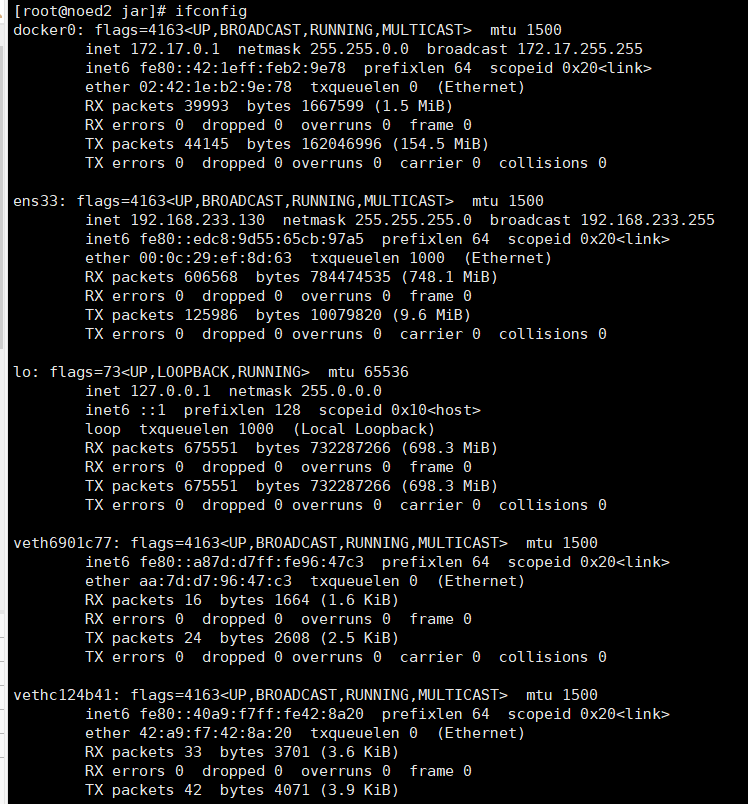 [root@noed2 jar]# ifconfig
docker0: flags=4163<UP,BROADCAST,RUNNING,MULTICAST>  mtu 1500
        inet 172.17.0.1  netmask 255.255.0.0  broadcast 172.17.255.255
        inet6 fe80::42:1eff:feb2:9e78  prefixlen 64  scopeid 0x20<link>
        ether 02:42:1e:b2:9e:78  txqueuelen 0  (Ethernet)
        RX packets 39993  bytes 1667599 (1.5 MiB)
        RX errors 0  dropped 0  overruns 0  frame 0
        TX packets 44145  bytes 162046996 (154.5 MiB)
        TX errors 0  dropped 0 overruns 0  carrier 0  collisions 0

ens33: flags=4163<UP,BROADCAST,RUNNING,MULTICAST>  mtu 1500
        inet 192.168.233.130  netmask 255.255.255.0  broadcast 192.168.233.255
        inet6 fe80::edc8:9d55:65cb:97a5  prefixlen 64  scopeid 0x20<link>
        ether 00:0c:29:ef:8d:63  txqueuelen 1000  (Ethernet)
        RX packets 606568  bytes 784474535 (748.1 MiB)
        RX errors 0  dropped 0  overruns 0  frame 0
        TX packets 125986  bytes 10079820 (9.6 MiB)
        TX errors 0  dropped 0 overruns 0  carrier 0  collisions 0

lo: flags=73<UP,LOOPBACK,RUNNING>  mtu 65536
        inet 127.0.0.1  netmask 255.0.0.0
        inet6 ::1  prefixlen 128  scopeid 0x10<host>
        loop  txqueuelen 1000  (Local Loopback)
        RX packets 675551  bytes 732287266 (698.3 MiB)
        RX errors 0  dropped 0  overruns 0  frame 0
        TX packets 675551  bytes 732287266 (698.3 MiB)
        TX errors 0  dropped 0 overruns 0  carrier 0  collisions 0

veth6901c77: flags=4163<UP,BROADCAST,RUNNING,MULTICAST>  mtu 1500
        inet6 fe80::a87d:d7ff:fe96:47c3  prefixlen 64  scopeid 0x20<link>
        ether aa:7d:d7:96:47:c3  txqueuelen 0  (Ethernet)
        RX packets 16  bytes 1664 (1.6 KiB)
        RX errors 0  dropped 0  overruns 0  frame 0
        TX packets 24  bytes 2608 (2.5 KiB)
        TX errors 0  dropped 0 overruns 0  carrier 0  collisions 0

vethc124b41: flags=4163<UP,BROADCAST,RUNNING,MULTICAST>  mtu 1500
        inet6 fe80::40a9:f7ff:fe42:8a20  prefixlen 64  scopeid 0x20<link>
        ether 42:a9:f7:42:8a:20  txqueuelen 0  (Ethernet)
        RX packets 33  bytes 3701 (3.6 KiB)
        RX errors 0  dropped 0  overruns 0  frame 0
        TX packets 42  bytes 4071 (3.9 KiB)